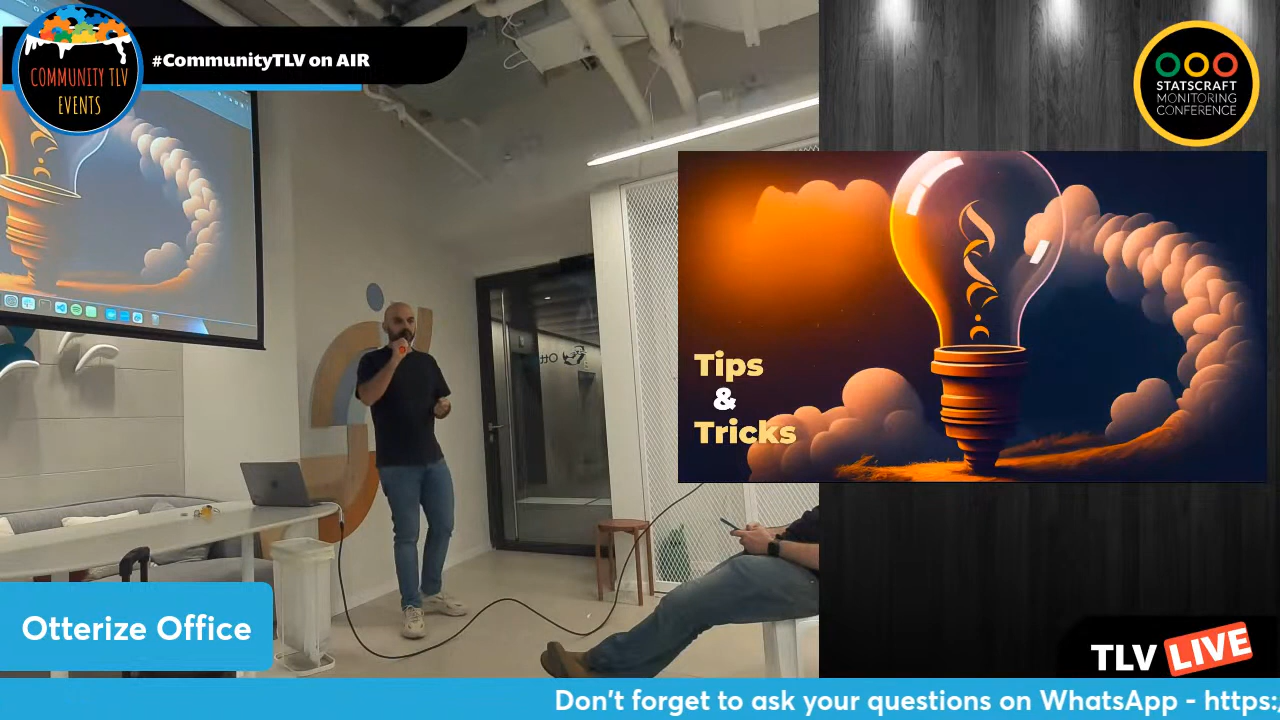 COMMUNITY TLV
EVENTS
#CommunityTLV on AIR
STATSCRAFT
MONITORING
CONFERENCE
Tips
&
Tricks
Otterize Office
TLV LIVE
Don't forget to ask your questions on WhatsApp - https:/